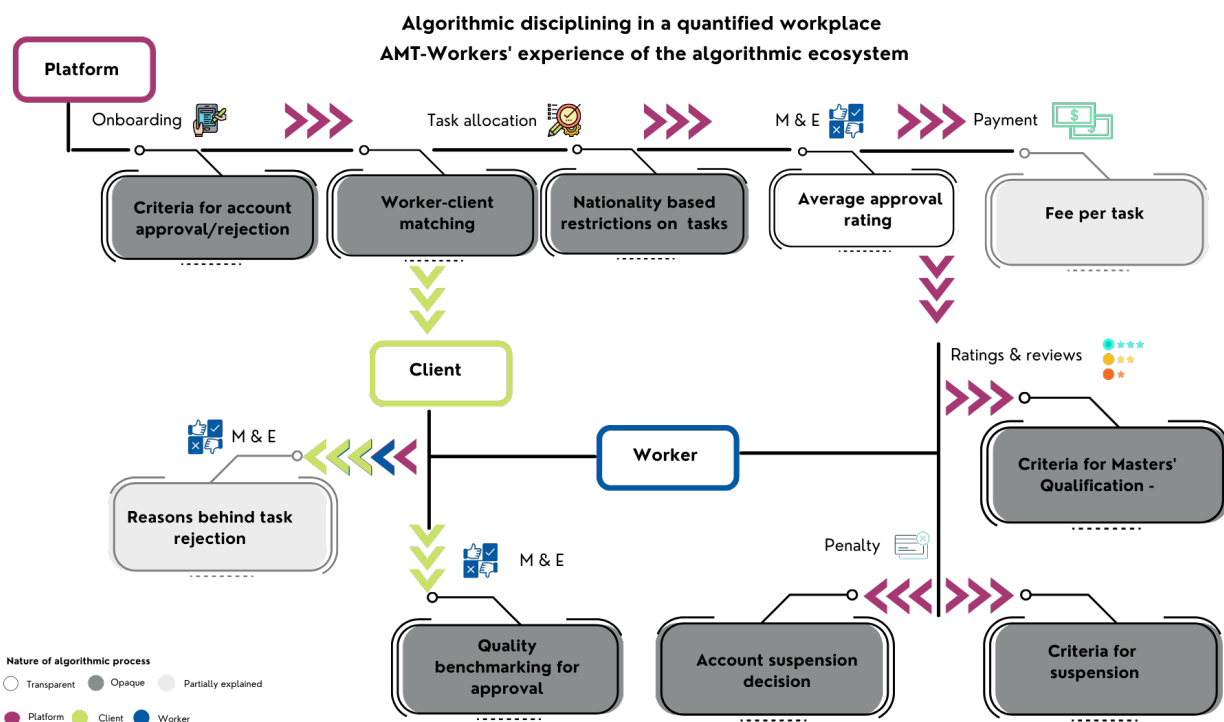 Algorithmic disciplining in a quantified workplace
AMT-Workers' experience of the algorithmic ecosystem
Platform
Onboarding
Task allocation
M & E
Payment
Criteria for account
approval/rejection
Worker-client
matching
Nationality based
restrictions on tasks
Average approval
rating
Fee per task
Client
Ratings & reviews
M & E
Worker
Criteria for Masters'
Qualification -
Reasons behind task
rejection
M & E
Penalty
Quality
benchmarking for
approval
Account suspension
decision
Criteria for
suspension
Nature of algorithmic process
Transparent Opaque Partially explained
Platform Client Worker